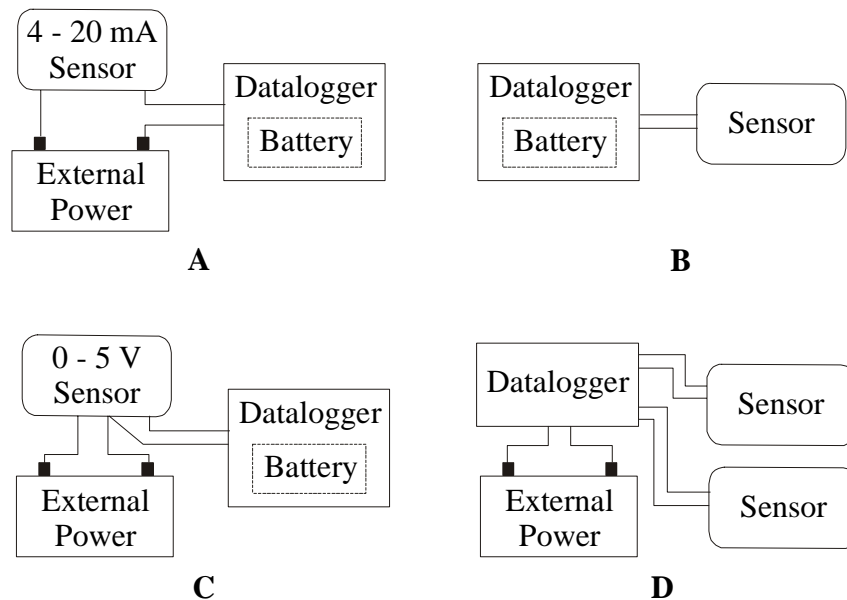 4 - 20 mA
Sensor
Datalogger
Battery
External
Power
A
Datalogger
Battery
Sensor
B
0 - 5 V
Sensor
Datalogger
Battery
External
Power
C
Datalogger
Sensor
External
Power
Sensor
D